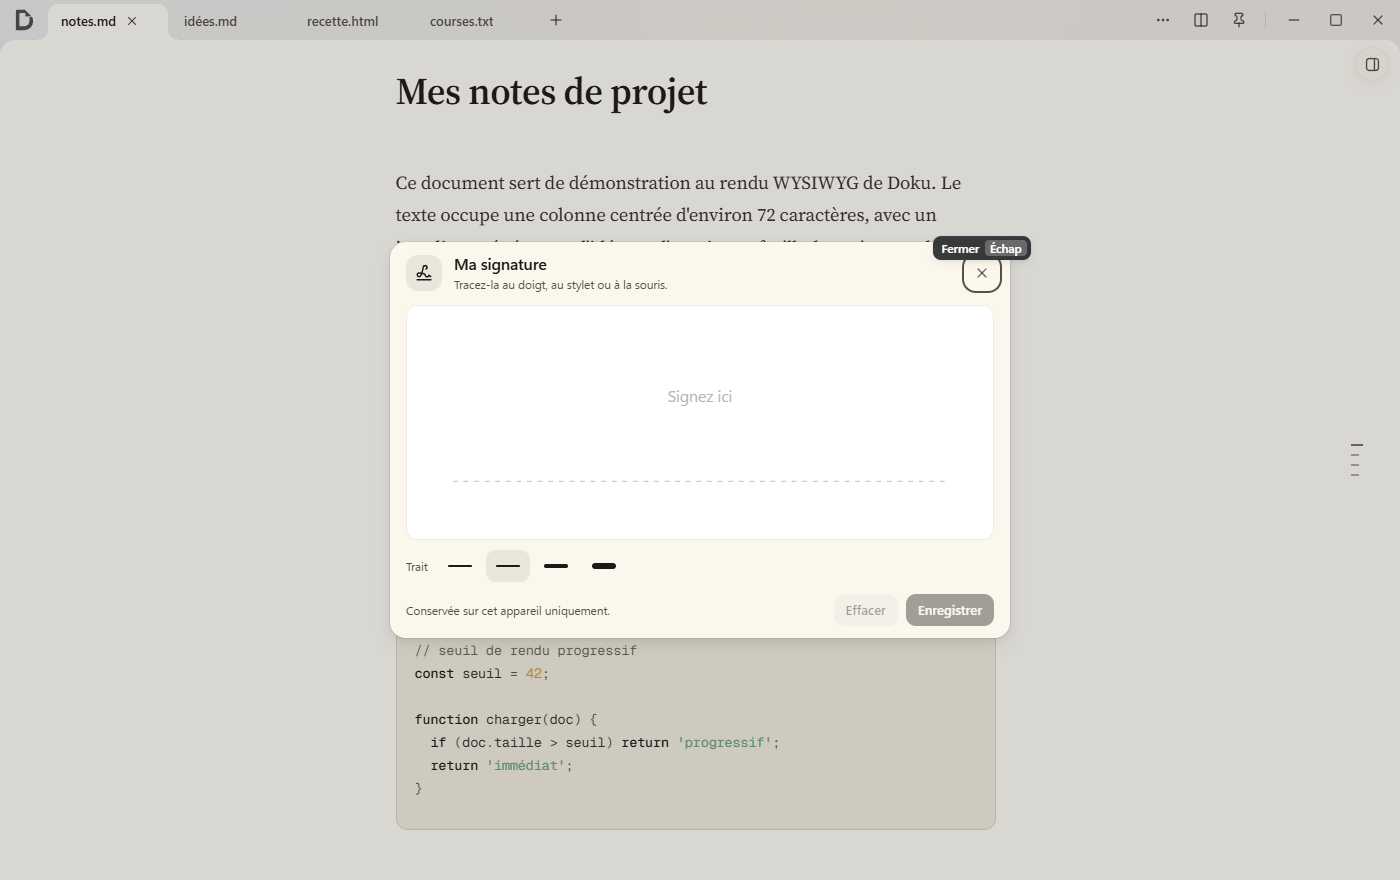 notes.md
idées.md
recette.html
courses.txt
Mes notes de projet
Ce document sert de démonstration au rendu WYSIWYG de Doku. Le
texte occupe une colonne centrée d'environ 72 caractères, avec un
Fermer Échap
Ma signature
Tracez-la au doigt, au stylet ou à la souris.
Signez ici
Trait
Conservée sur cet appareil uniquement.
Effacer
Enregistrer
// seuil de rendu progressif
const seuil = 42;
function charger(doc) {
if (doc.taille > seuil) return 'progressif';
return 'immédiat';
}